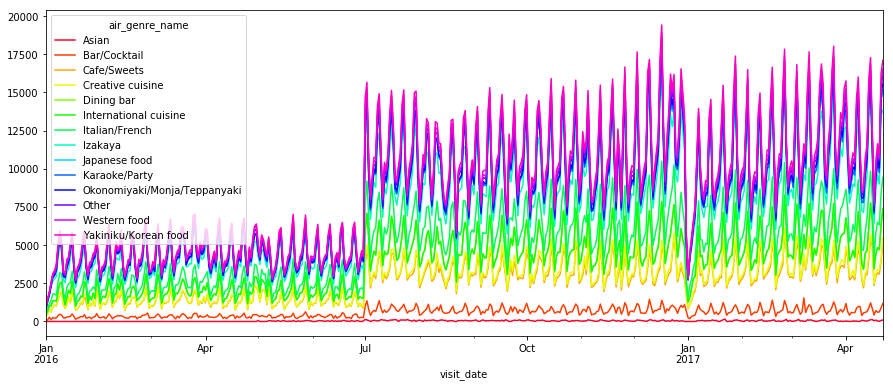 air_genre_name
Asian
Bar/Cocktail
Cafe/Sweets
Creative cuisine
Dining bar
International cuisine
Italian/French
Izakaya
Japanese food
Karaoke/Party
Okonomiyaki/Monja/Teppanyaki
Other
Western food
Yakiniku/Korean food
20000
17500
15000
12500
10000
7500
5000
2500
0
Jan
2016
Apr
Jul
Oct
Jan
2017
Apr
visit_date